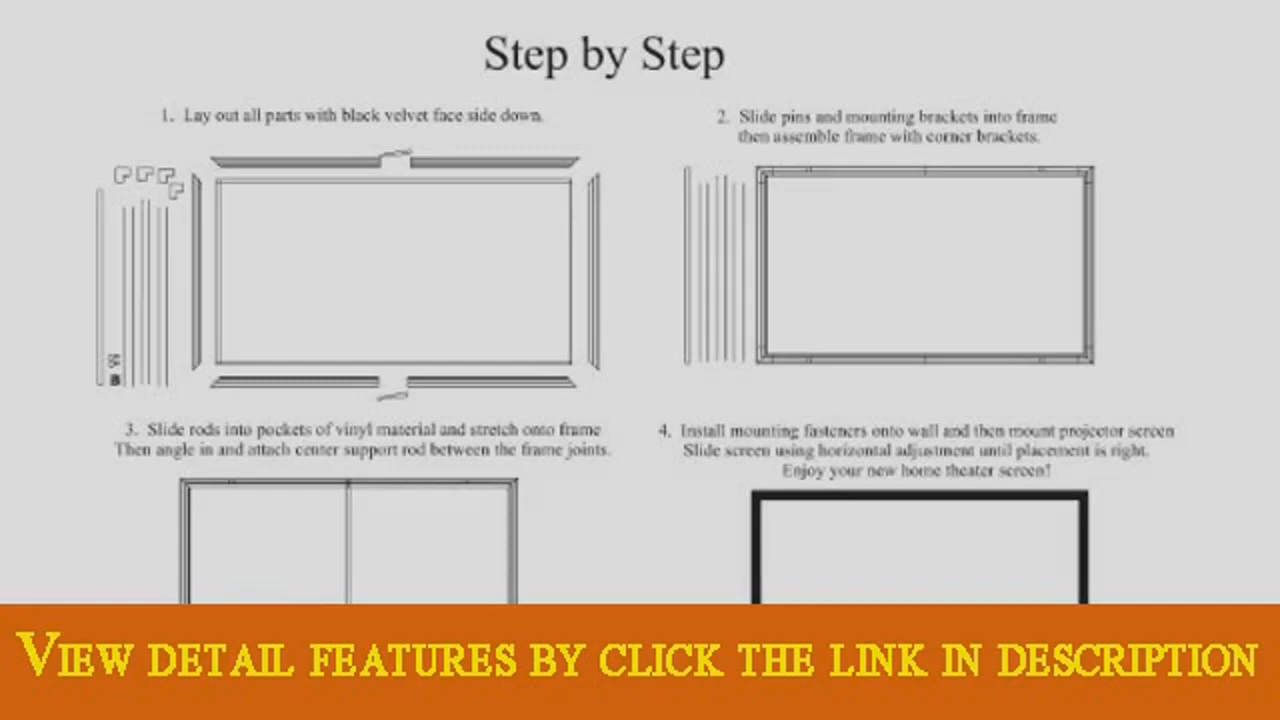 Step by Step
1. Lay out all parts with black velvet face side down.
2. Slide pins and mounting brackets into frame
then assemble frame with corner brackets.
3. Slide rods into pockets of vinyl material and stretch onto frame
Then angle in and attach center support rod between the frame joints.
4. Install mounting fasteners onto wall and then mount projector screen
Slide screen using horizontal adjustment until placement is right.
Enjoy your new home theater screen!
VIEW DETAIL FEATURES BY CLICK THE LINK IN DESCRIPTION